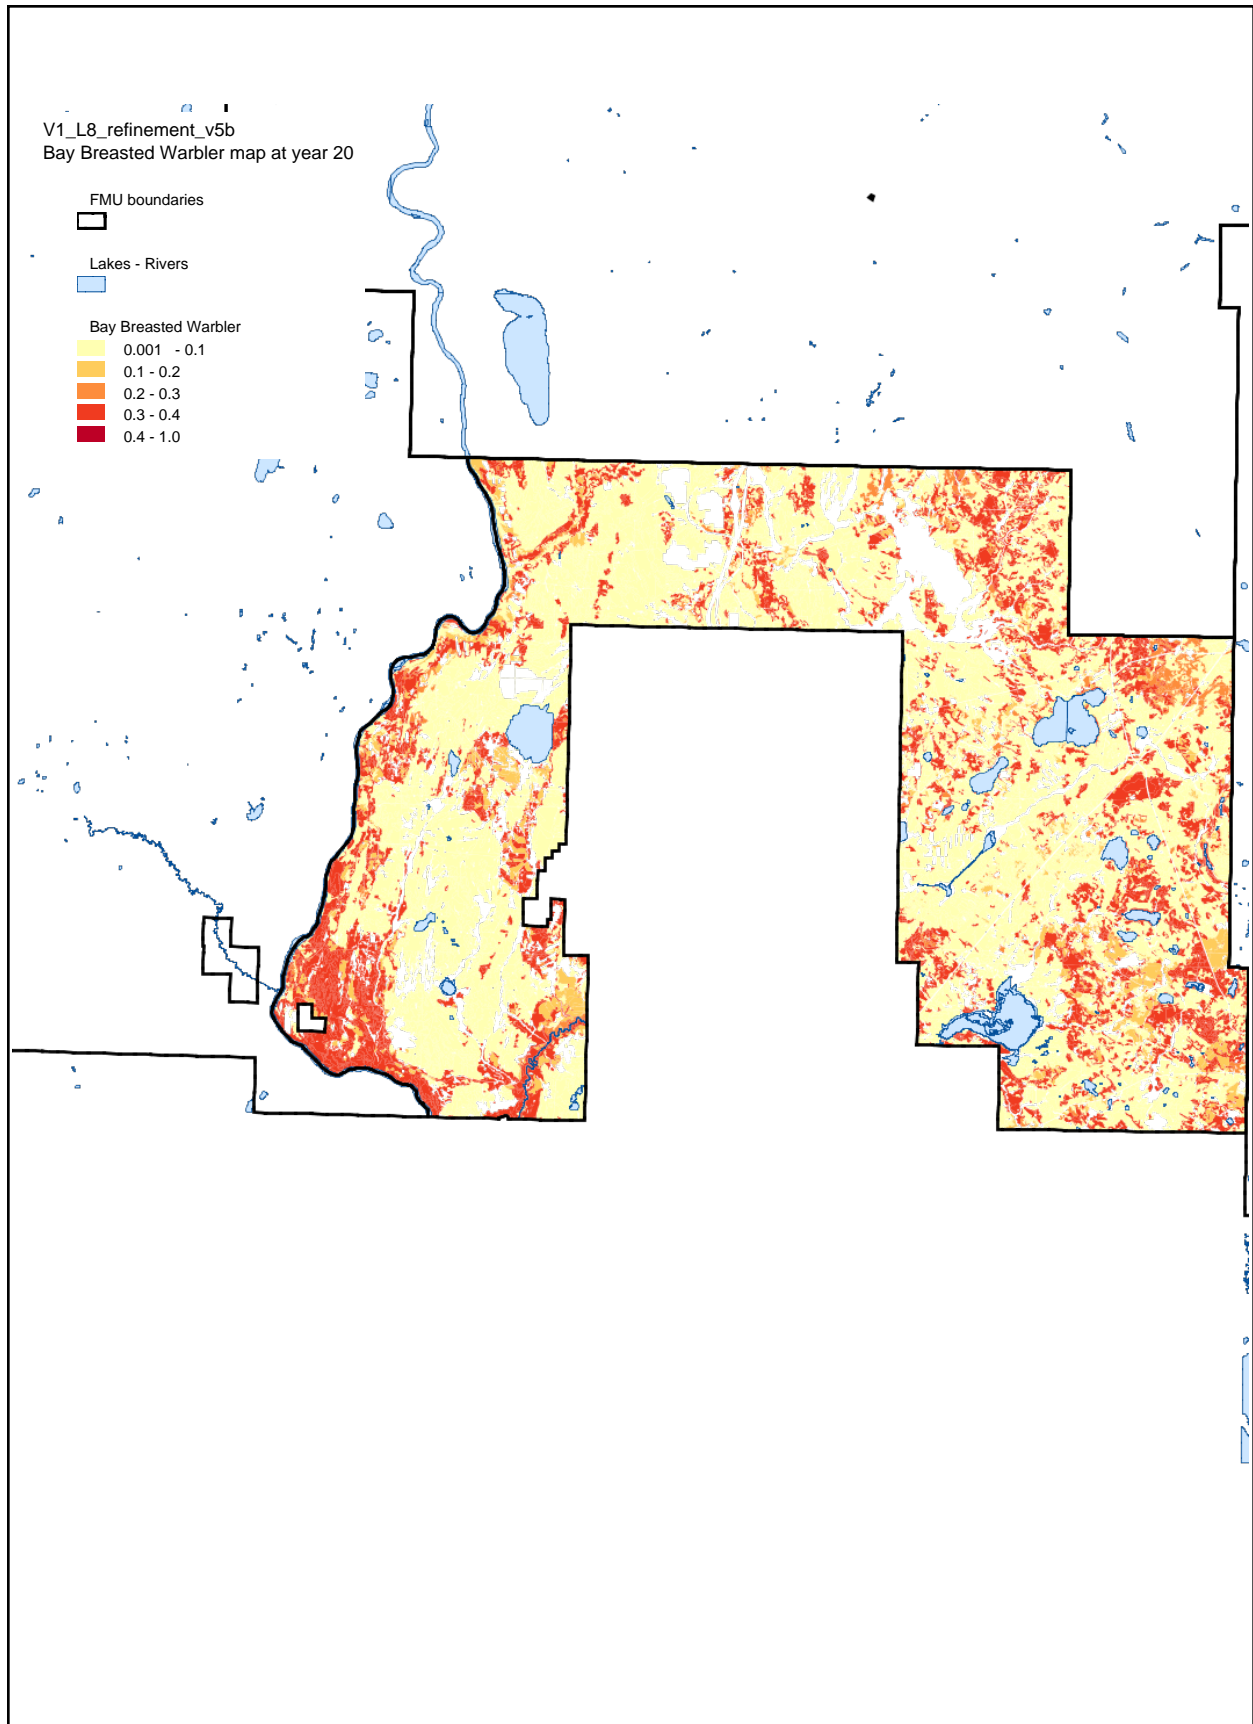 V1_L8_refinement_v5b
Bay Breasted Warbler map at year 20
FMU boundaries
Lakes - Rivers
Bay Breasted Warbler
0.001 - 0.1
0.1 - 0.2
0.2 - 0.3
0.3 - 0.4
0.4 - 1.0